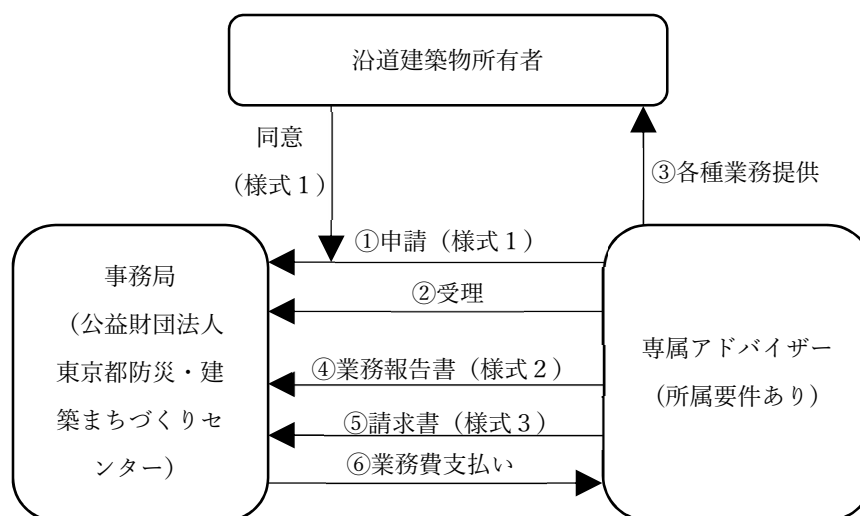 沿道建築物所有者
同意
（様式１）
③各種業務提供
①申請（様式１）
②受理
事務局
（公益財団法人
東京都防災・建
築まちづくりセ
ンター）
④業務報告書（様式２）
⑤請求書（様式３）
⑥業務費支払い
専属アドバイザー
（所属要件あり）